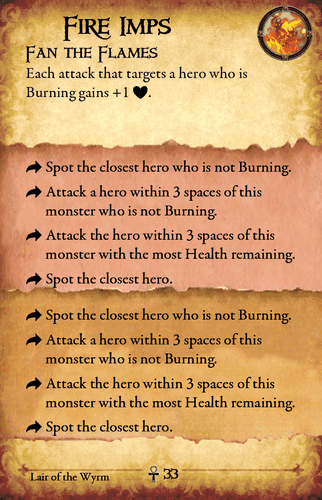 Fire Imps
Fan the Flames
Each attack that targets a hero who is
Burning gains +1 ♥.
Spot the closest hero who is not Burning.
Attack a hero within 3 spaces of this
monster who is not Burning.
Attack the hero within 3 spaces of this
monster with the most Health remaining.
Spot the closest hero.
Spot the closest hero who is not Burning.
Attack a hero within 3 spaces of this
monster who is not Burning.
Attack the hero within 3 spaces of this
monster with the most Health remaining.
Spot the closest hero.
Lair of the Wyrm
33